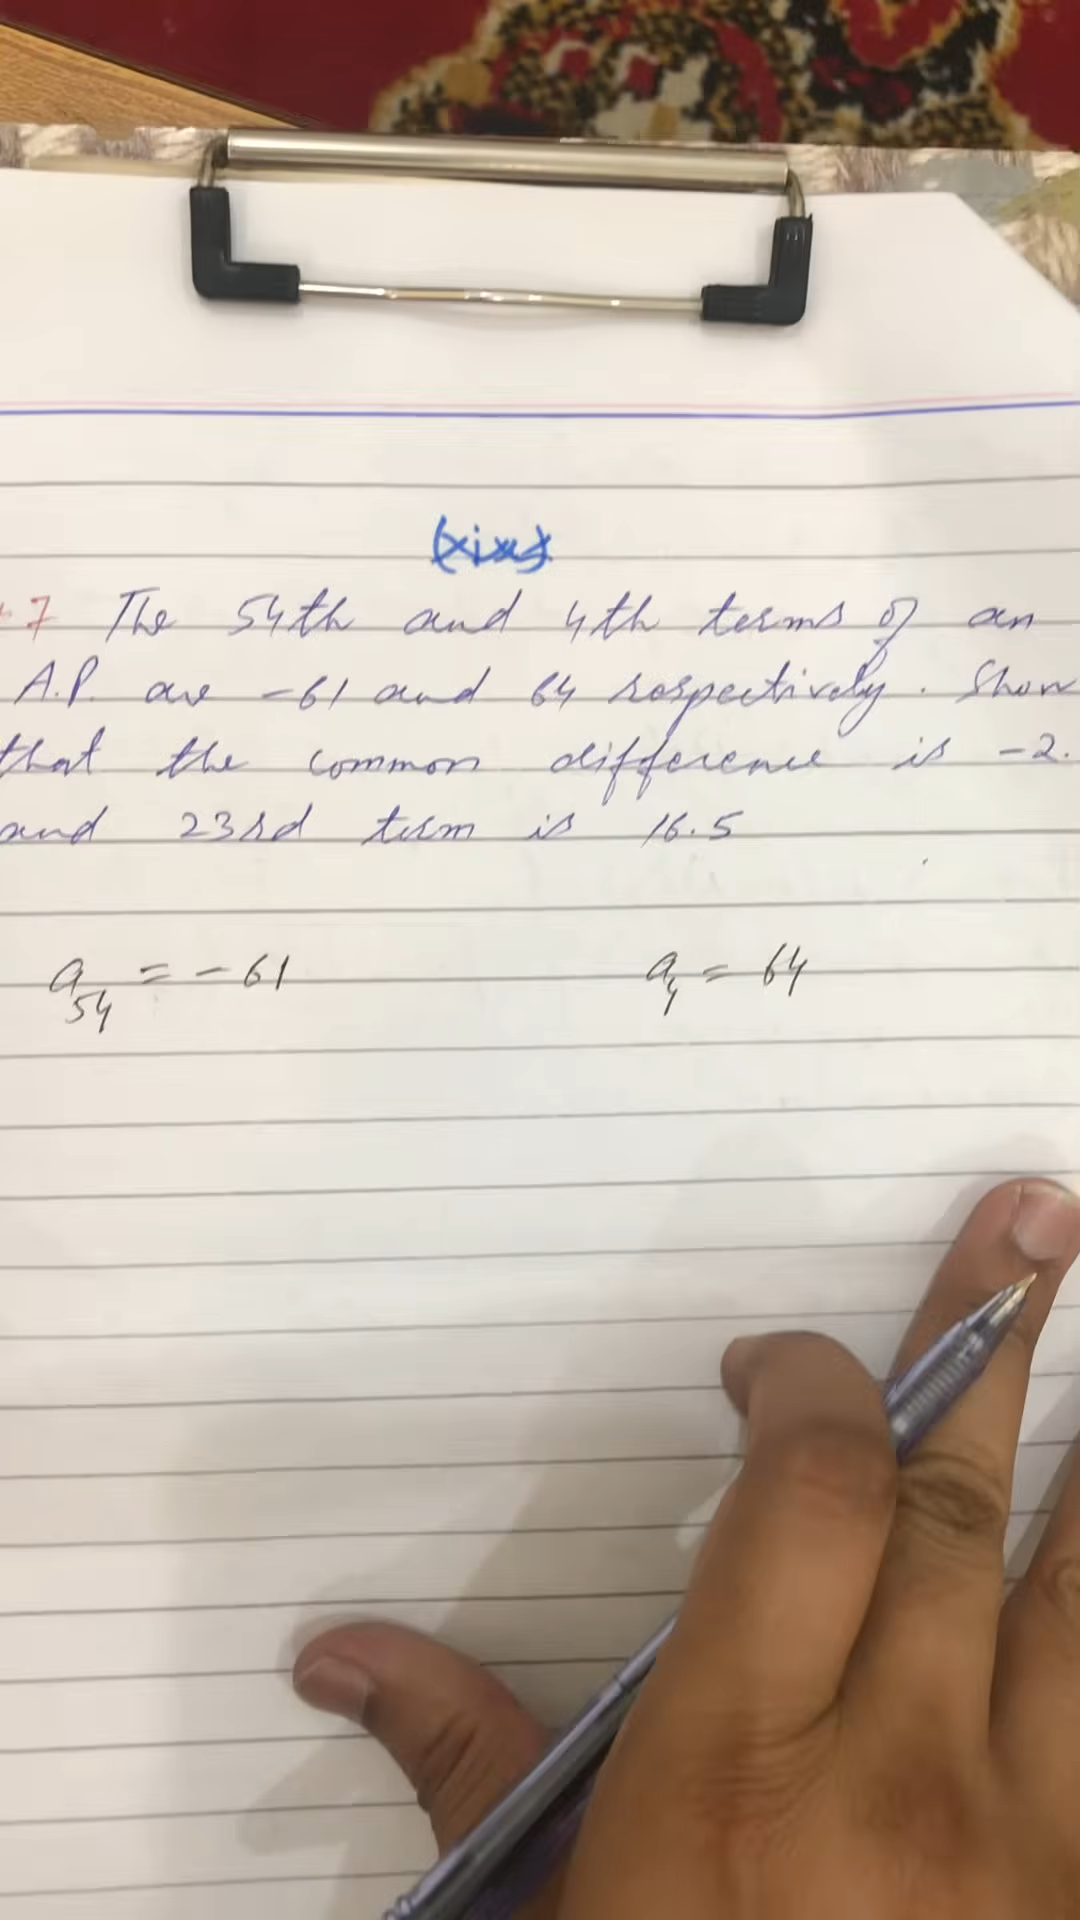 7 The 54th and 4th terms of an
A.P. are -61 and 64 respectively. Show
that the common difference is -2.
and 23rd term is 16.5
a54 = -61 a4 = 64